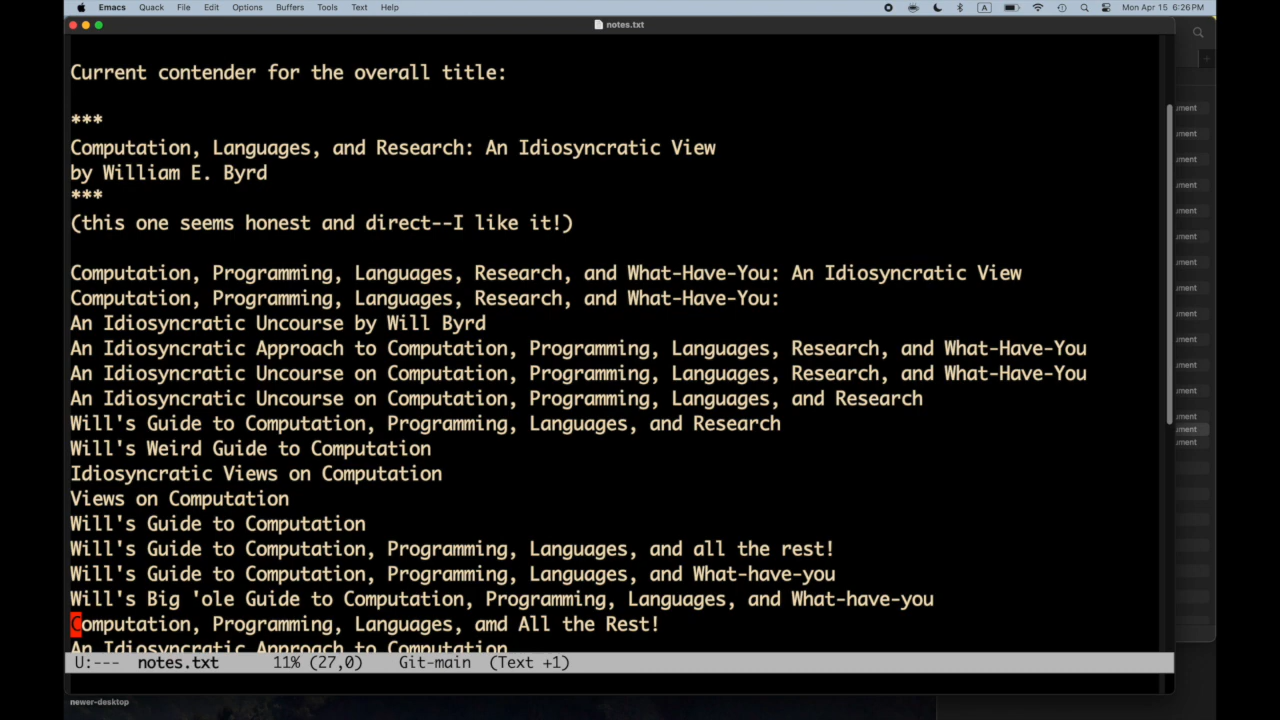 Emacs Quack File Edit Options Buffers Tools Text Help A Mon Apr 15 6:26 PM
notes.txt
Current contender for the overall title:
***
Computation, Languages, and Research: An Idiosyncratic View
by William E. Byrd
***
(this one seems honest and direct--I like it!)
Computation, Programming, Languages, Research, and What-Have-You: An Idiosyncratic View
Computation, Programming, Languages, Research, and What-Have-You:
An Idiosyncratic Uncourse by Will Byrd
An Idiosyncratic Approach to Computation, Programming, Languages, Research, and What-Have-You
An Idiosyncratic Uncourse on Computation, Programming, Languages, Research, and What-Have-You
An Idiosyncratic Uncourse on Computation, Programming, Languages, and Research
Will's Guide to Computation, Programming, Languages, and Research
Will's Weird Guide to Computation
Idiosyncratic Views on Computation
Views on Computation
Will's Guide to Computation
Will's Guide to Computation, Programming, Languages, and all the rest!
Will's Guide to Computation, Programming, Languages, and What-have-you
Will's Big 'ole Guide to Computation, Programming, Languages, and What-have-you
Computation, Programming, Languages, amd All the Rest!
An Idiosyncratic Approach to Computation
U:--- notes.txt 11% (27,0) Git-main (Text +1)
newer-desktop